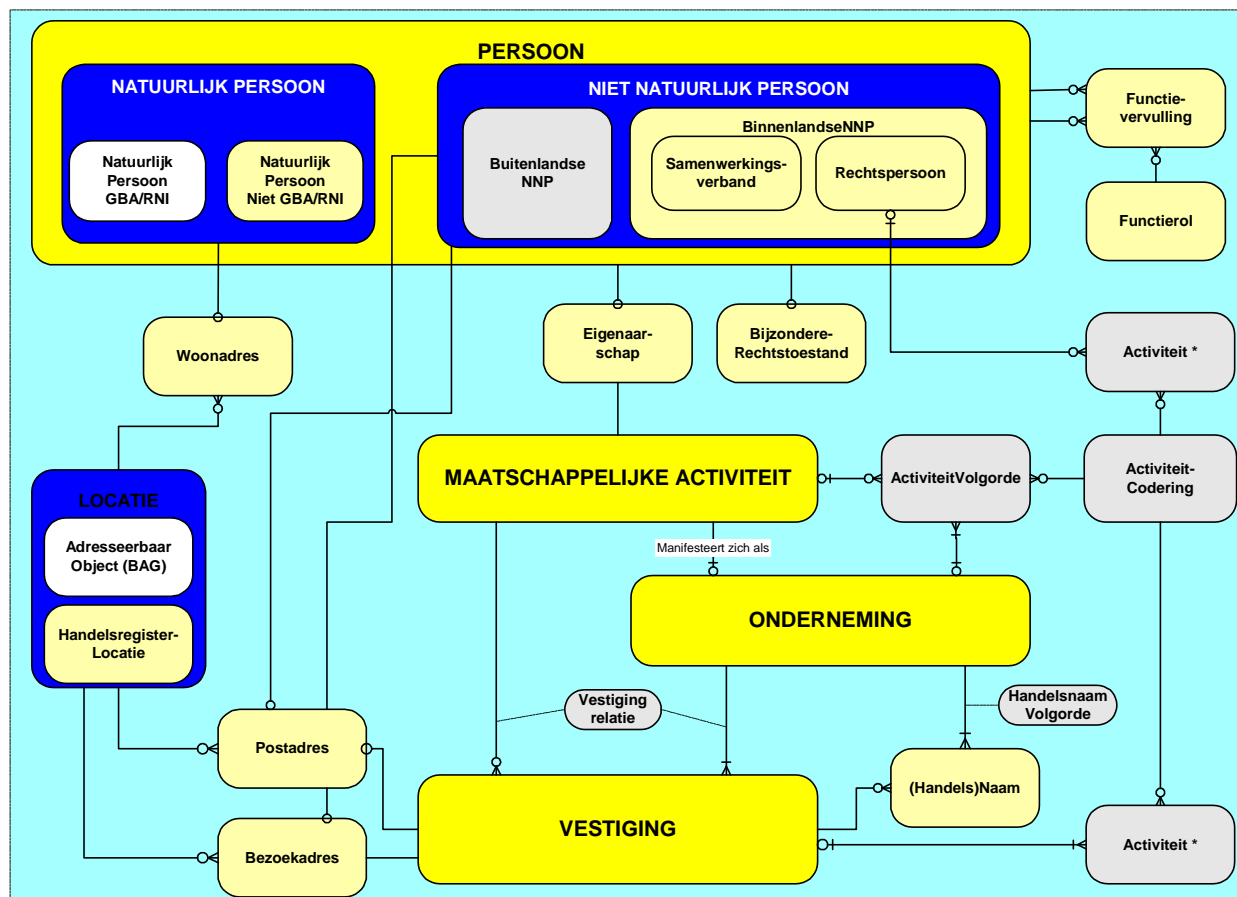 PERSOON
NATUURLIJK PERSOON
NIET NATUURLIJK PERSOON
Natuurlijk
Persoon
GBA/RNI
Natuurlijk
Persoon
Niet GBA/RNI
Buitenlandse
NNP
BinnenlandseNNP
Samenwerkings-
verband
Rechtspersoon
Functie-
vervulling
Functierol
Woonadres
Eigenaar-
schap
Bijzondere-
Rechtstoestand
Activiteit *
LOCATIE
Adresseerbaar
Object (BAG)
Handelsregister-
Locatie
MAATSCHAPPELIJKE ACTIVITEIT
ActiviteitVolgorde
Activiteit-
Codering
Manifesteert zich als
ONDERNEMING
Vestiging
relatie
Handelsnaam
Volgorde
Postadres
Bezoekadres
VESTIGING
(Handels)Naam
Activiteit *